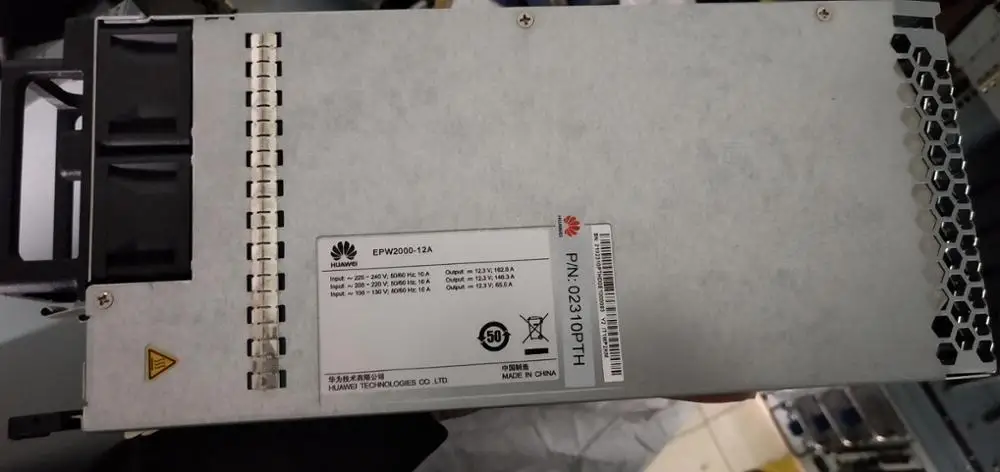 HUAWEI
EPW2000-12A
Input: ~ 220 - 240 V; 50/60 Hz; 10 A Output: ⎓ 12.3 V; 162.6 A
Input: ~ 200 - 220 V; 50/60 Hz; 10 A Output: ⎓ 12.3 V; 146.3 A
Input: ~ 100 - 130 V; 50/60 Hz; 10 A Output: ⎓ 12.3 V; 65.0 A
50
华为技术有限公司
HUAWEI TECHNOLOGIES CO.,LTD.
中国制造
MADE IN CHINA
HUAWEI
P/N: 02310PTH